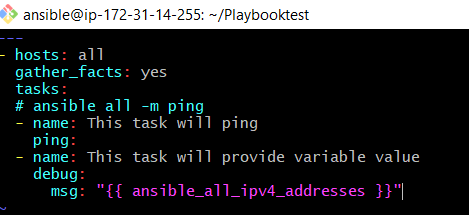 ansible@ip-172-31-14-255: ~/Playbooktest
---
- hosts: all
  gather_facts: yes
  tasks:
  # ansible all -m ping
  - name: This task will ping
    ping:
  - name: This task will provide variable value
    debug:
      msg: "{{ ansible_all_ipv4_addresses }}"
~